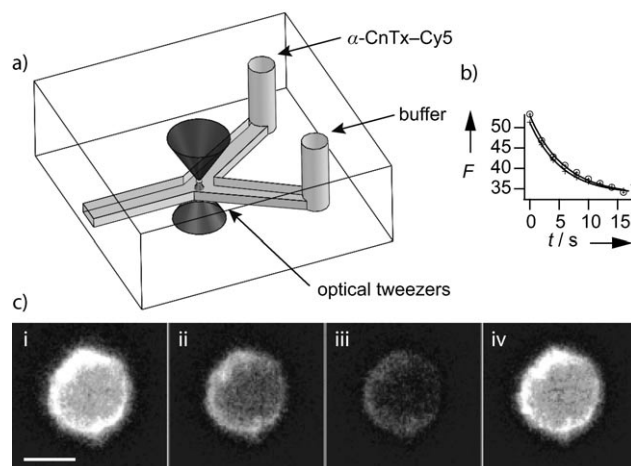 a)
α-CnTx–Cy5
buffer
optical tweezers
b)
50
45
40
35
F
0 5 10 15
t / s
c)
i ii iii iv